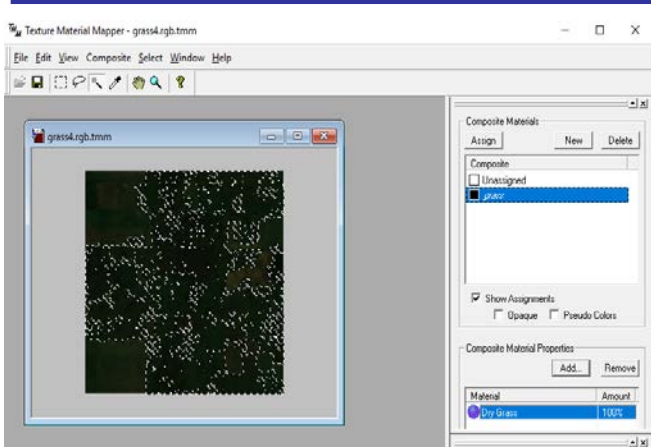 Texture Material Mapper - grass4.rgb.tmm
File Edit View Composite Select Window Help
grass4.rgb.tmm
Composite Materials
Assign New Delete
Composite
Unassigned
grass
Show Assignments
Opaque Pseudo Colors
Composite Material Properties
Add... Remove
Material Amount
Dry Grass 100%